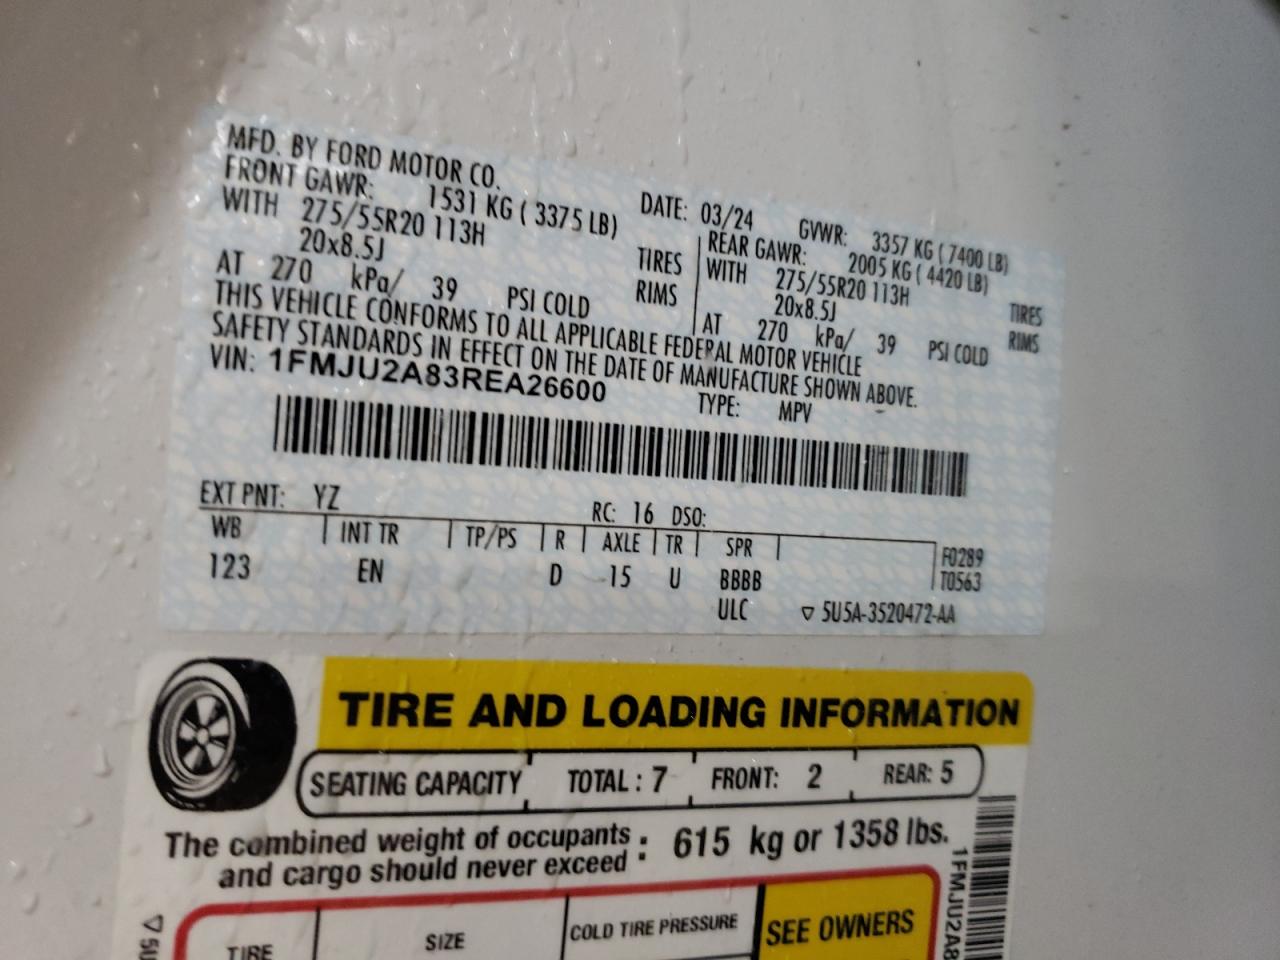 MFD. BY FORD MOTOR CO.
DATE: 03/24 GVWR: 3357 KG ( 7400 LB)
FRONT GAWR: 1531 KG ( 3375 LB)
WITH 275/55R20 113H TIRES
20x8.5J RIMS
AT 270 kPa/ 39 PSI COLD
REAR GAWR: 2005 KG ( 4420 LB)
WITH 275/55R20 113H TIRES
20x8.5J RIMS
AT 270 kPa/ 39 PSI COLD
THIS VEHICLE CONFORMS TO ALL APPLICABLE FEDERAL MOTOR VEHICLE
SAFETY STANDARDS IN EFFECT ON THE DATE OF MANUFACTURE SHOWN ABOVE.
VIN: 1FMJU2A83REA26600 TYPE: MPV
EXT PNT: YZ RC: 16 DSO:
WB INT TR TP/PS R AXLE TR SPR F0289
123 EN D 15 U BBBB T0563
ULC ▽ 5U5A-3520472-AA
TIRE AND LOADING INFORMATION
SEATING CAPACITY TOTAL : 7 FRONT: 2 REAR: 5
The combined weight of occupants
and cargo should never exceed : 615 kg or 1358 lbs.
TIRE SIZE COLD TIRE PRESSURE SEE OWNERS
1FMJU2A8
▽ 5U